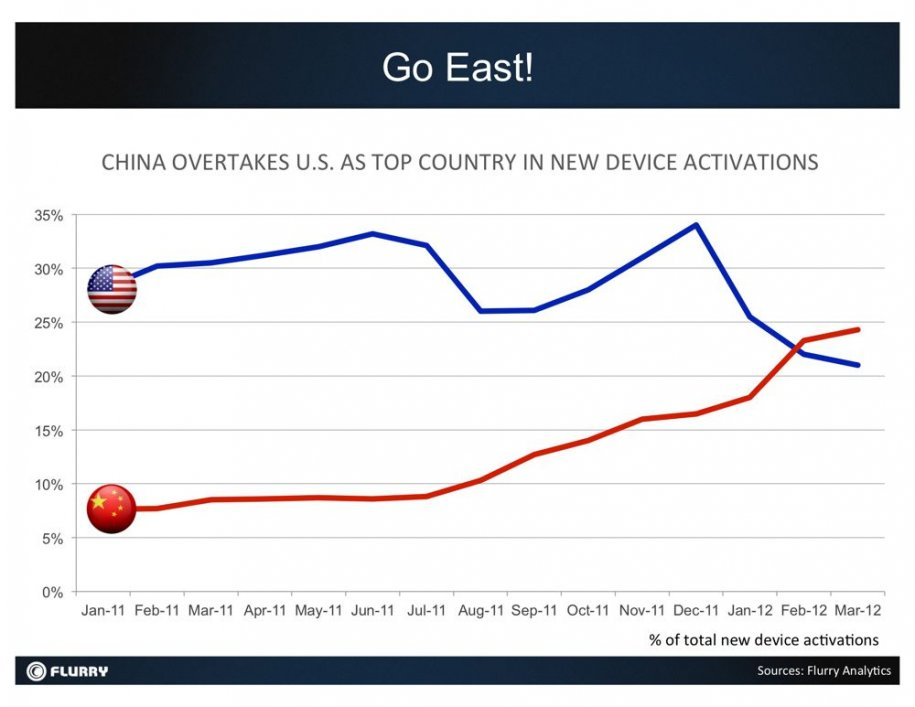 Go East!
CHINA OVERTAKES U.S. AS TOP COUNTRY IN NEW DEVICE ACTIVATIONS
35%
30%
25%
20%
15%
10%
5%
0%
Jan-11 Feb-11 Mar-11 Apr-11 May-11 Jun-11 Jul-11 Aug-11 Sep-11 Oct-11 Nov-11 Dec-11 Jan-12 Feb-12 Mar-12
% of total new device activations
FLURRY
Sources: Flurry Analytics